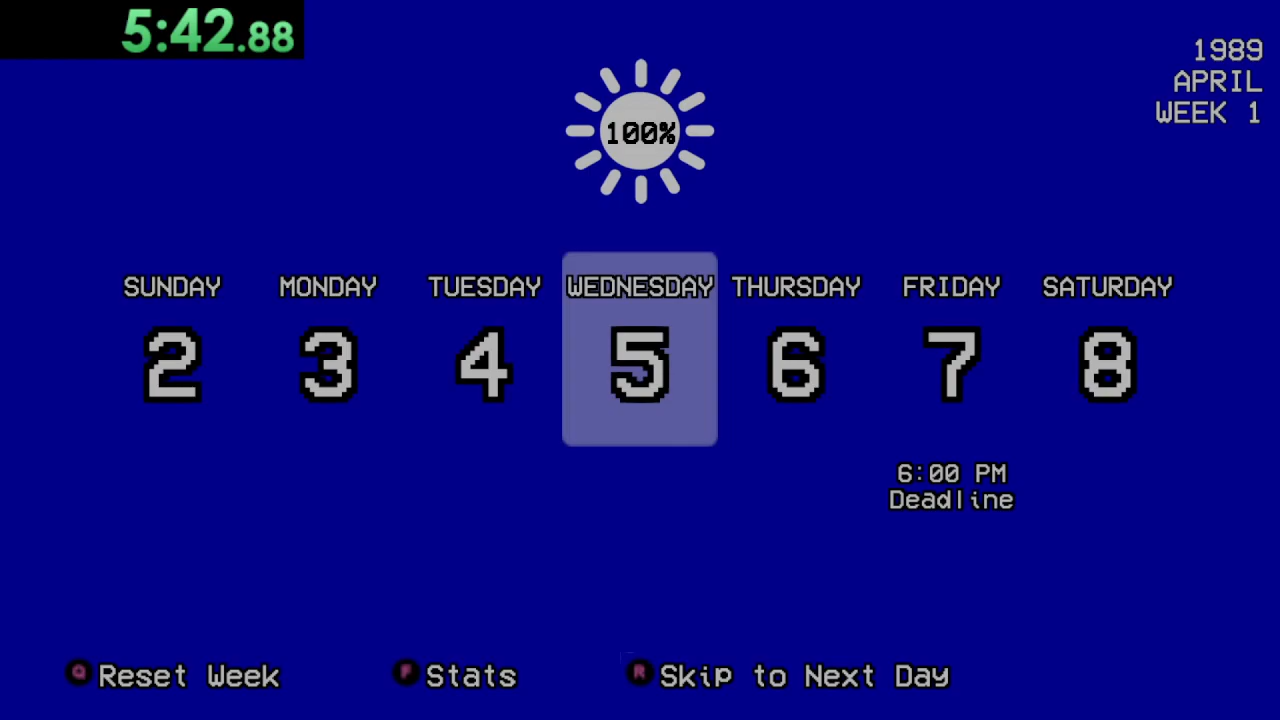 5:42.88
1989
APRIL
WEEK 1
100%
SUNDAY MONDAY TUESDAY WEDNESDAY THURSDAY FRIDAY SATURDAY
2 3 4 5 6 7 8
6:00 PM
Deadline
Q Reset Week F Stats R Skip to Next Day